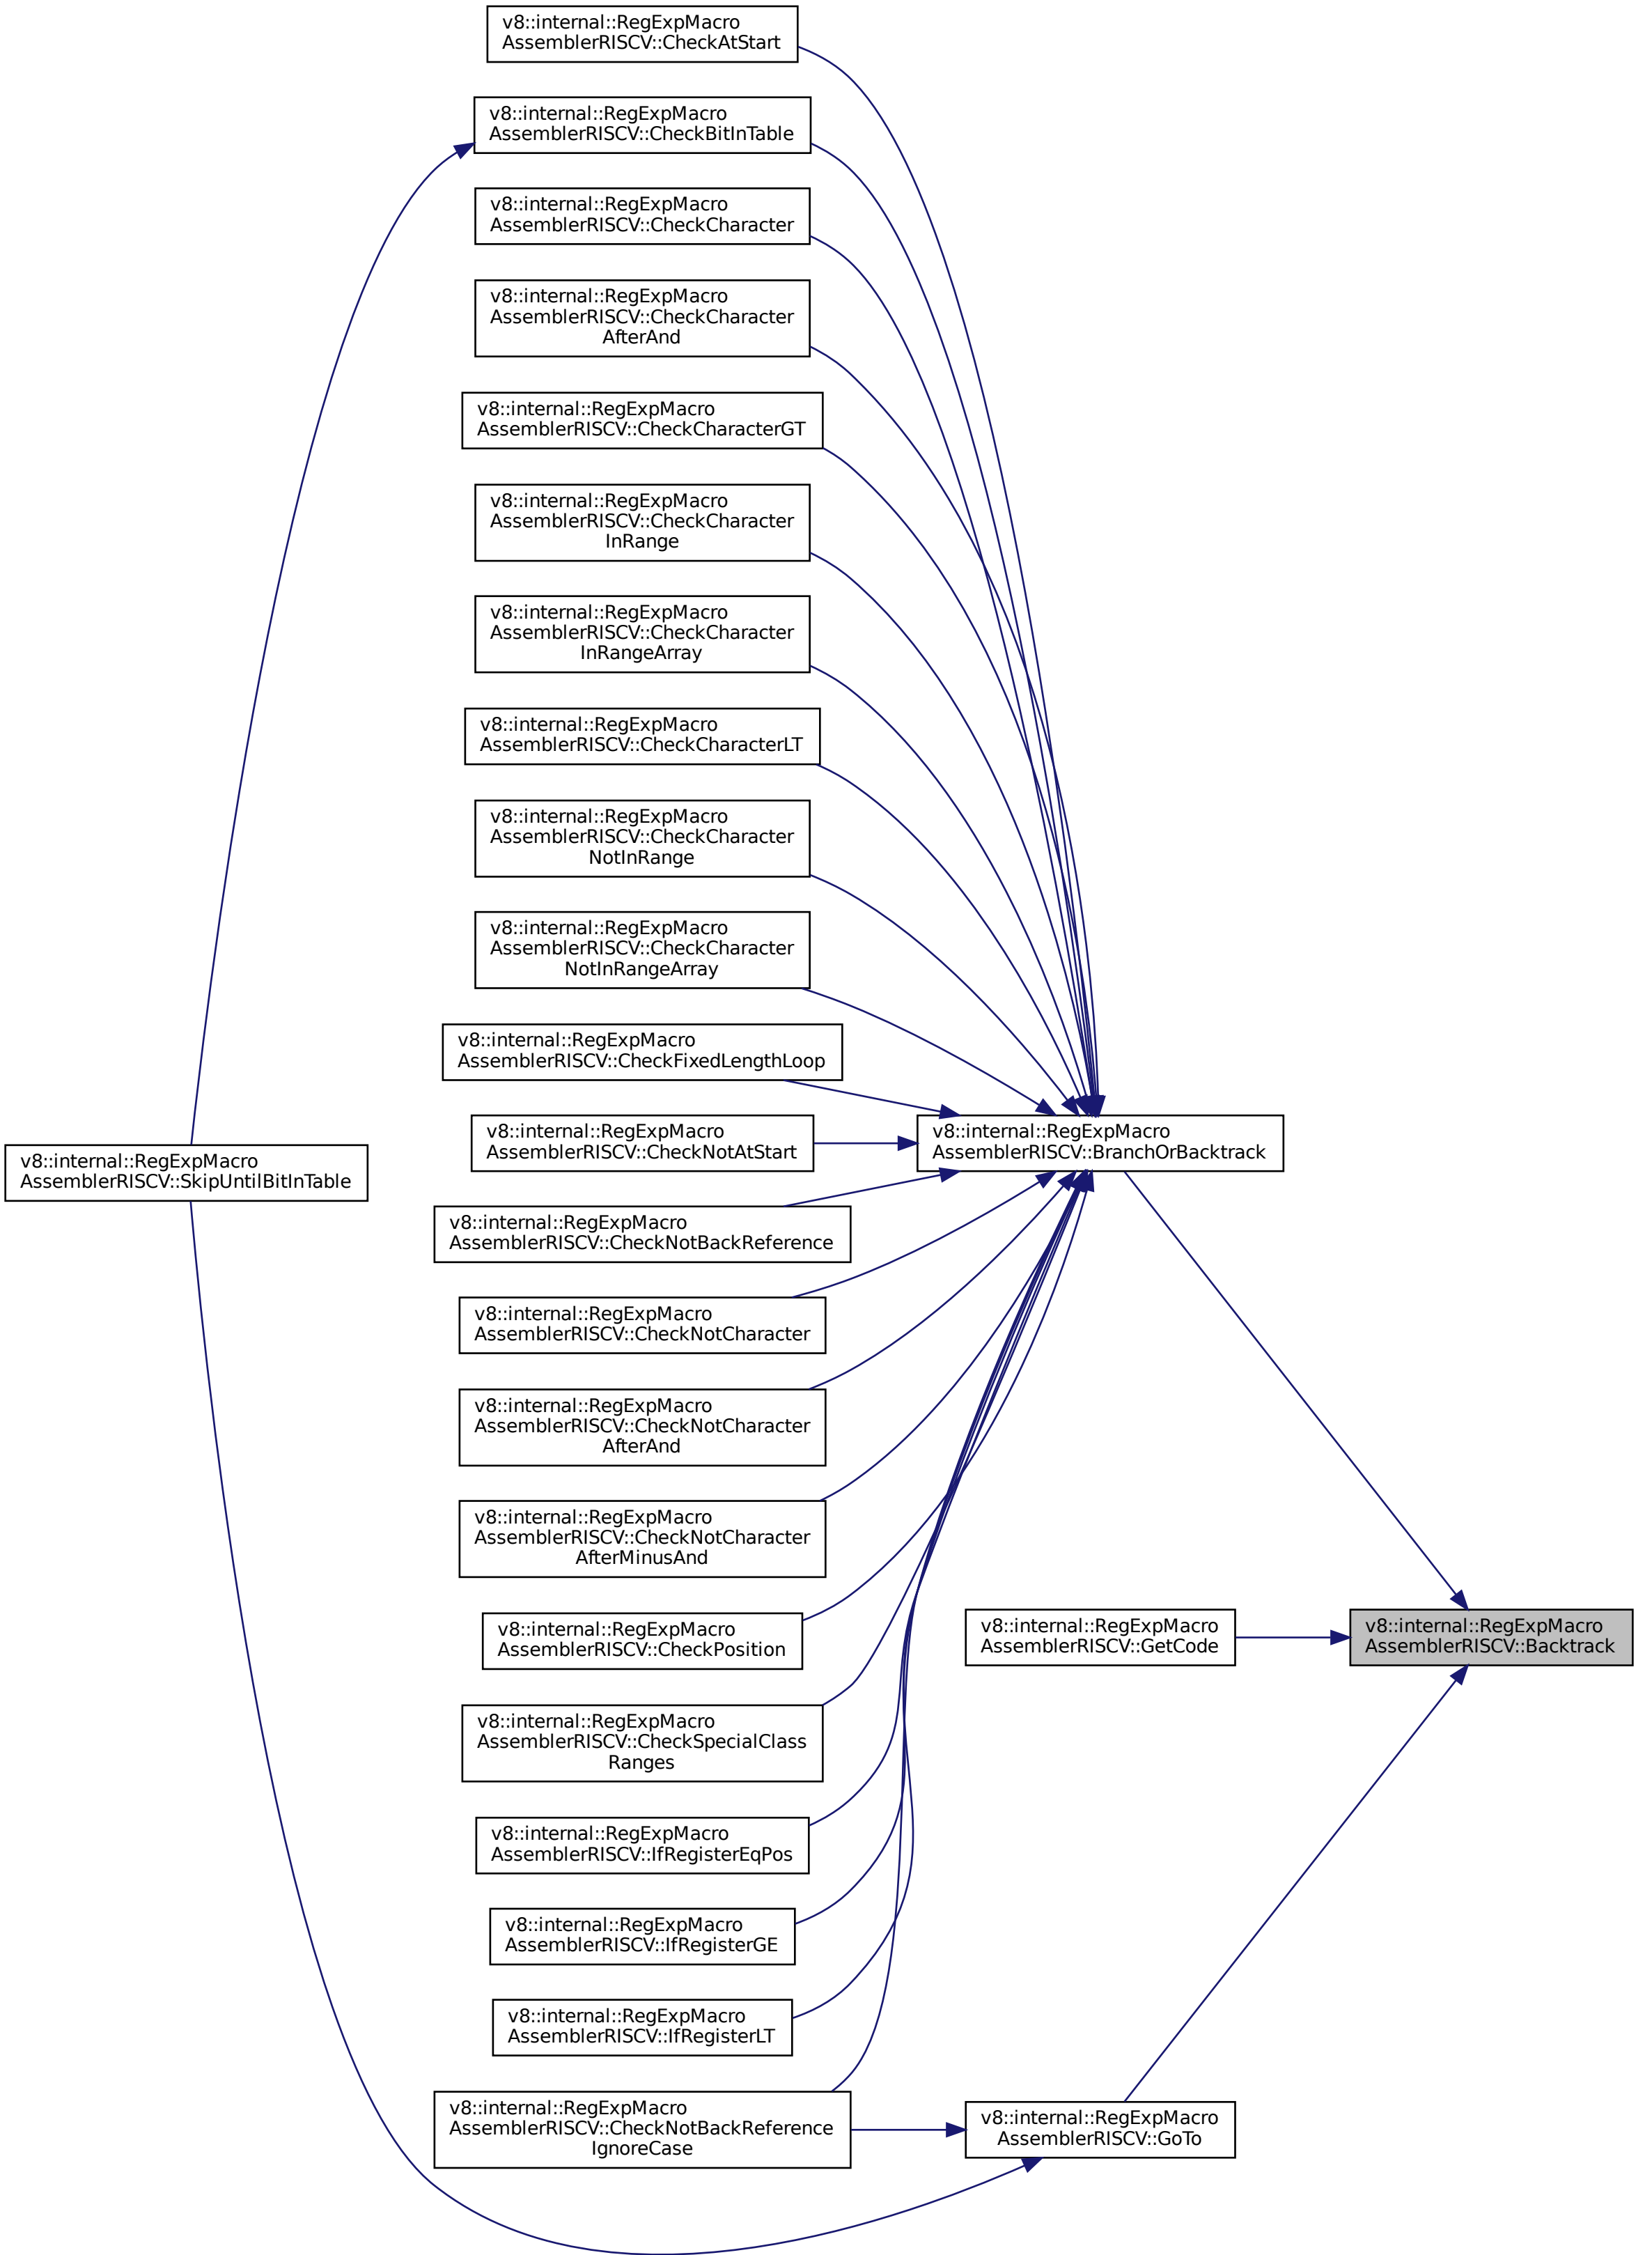 v8::internal::RegExpMacro
AssemblerRISCV::CheckAtStart
v8::internal::RegExpMacro
AssemblerRISCV::CheckBitInTable
v8::internal::RegExpMacro
AssemblerRISCV::CheckCharacter
v8::internal::RegExpMacro
AssemblerRISCV::CheckCharacter
AfterAnd
v8::internal::RegExpMacro
AssemblerRISCV::CheckCharacterGT
v8::internal::RegExpMacro
AssemblerRISCV::CheckCharacter
InRange
v8::internal::RegExpMacro
AssemblerRISCV::CheckCharacter
InRangeArray
v8::internal::RegExpMacro
AssemblerRISCV::CheckCharacterLT
v8::internal::RegExpMacro
AssemblerRISCV::CheckCharacter
NotInRange
v8::internal::RegExpMacro
AssemblerRISCV::CheckCharacter
NotInRangeArray
v8::internal::RegExpMacro
AssemblerRISCV::CheckFixedLengthLoop
v8::internal::RegExpMacro
AssemblerRISCV::CheckNotAtStart
v8::internal::RegExpMacro
AssemblerRISCV::BranchOrBacktrack
v8::internal::RegExpMacro
AssemblerRISCV::SkipUntilBitInTable
v8::internal::RegExpMacro
AssemblerRISCV::CheckNotBackReference
v8::internal::RegExpMacro
AssemblerRISCV::CheckNotCharacter
v8::internal::RegExpMacro
AssemblerRISCV::CheckNotCharacter
AfterAnd
v8::internal::RegExpMacro
AssemblerRISCV::CheckNotCharacter
AfterMinusAnd
v8::internal::RegExpMacro
AssemblerRISCV::CheckPosition
v8::internal::RegExpMacro
AssemblerRISCV::GetCode
v8::internal::RegExpMacro
AssemblerRISCV::Backtrack
v8::internal::RegExpMacro
AssemblerRISCV::CheckSpecialClass
Ranges
v8::internal::RegExpMacro
AssemblerRISCV::IfRegisterEqPos
v8::internal::RegExpMacro
AssemblerRISCV::IfRegisterGE
v8::internal::RegExpMacro
AssemblerRISCV::IfRegisterLT
v8::internal::RegExpMacro
AssemblerRISCV::CheckNotBackReference
IgnoreCase
v8::internal::RegExpMacro
AssemblerRISCV::GoTo